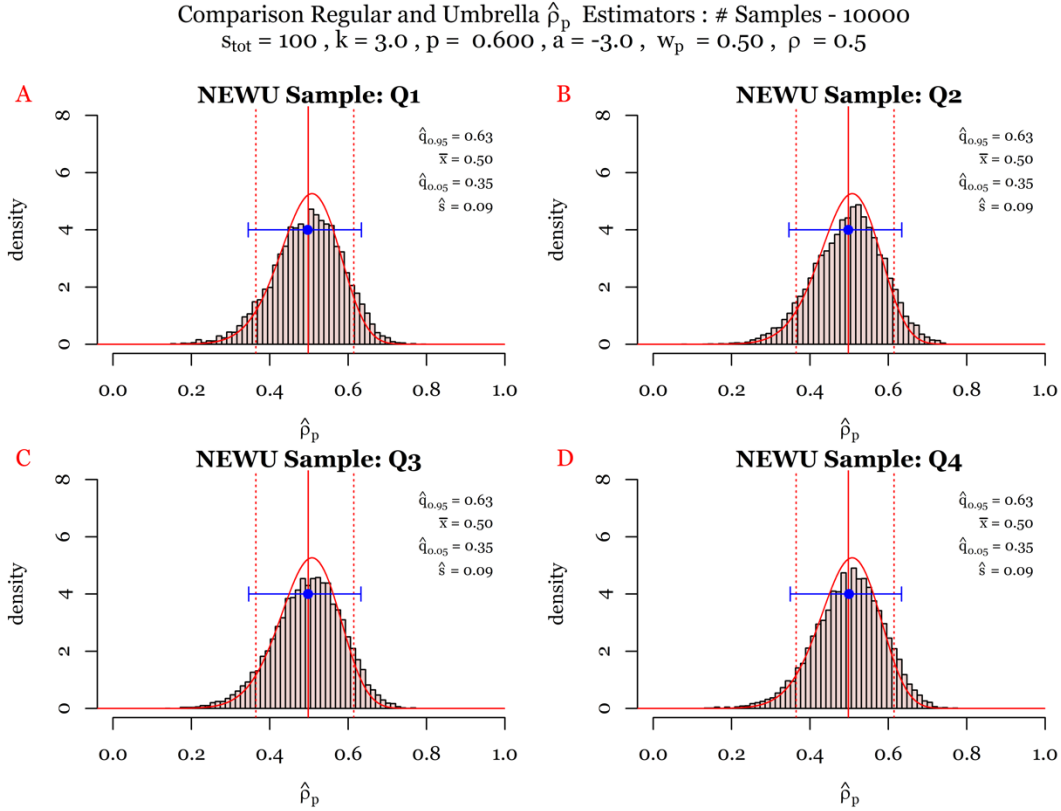 Comparison Regular and Umbrella ρ̂ₚ Estimators : # Samples - 10000
sₜₒₜ = 100 , k = 3.0 , p = 0.600 , a = -3.0 , wₚ = 0.50 , ρ = 0.5
A
NEWU Sample: Q1
density
8
6
4
2
0
q̂0.95 = 0.63
x̅ = 0.50
q̂0.05 = 0.35
ŝ = 0.09
0.0 0.2 0.4 0.6 0.8 1.0
ρ̂ₚ
B
NEWU Sample: Q2
density
8
6
4
2
0
q̂0.95 = 0.63
x̅ = 0.50
q̂0.05 = 0.35
ŝ = 0.09
0.0 0.2 0.4 0.6 0.8 1.0
ρ̂ₚ
C
NEWU Sample: Q3
density
8
6
4
2
0
q̂0.95 = 0.63
x̅ = 0.50
q̂0.05 = 0.35
ŝ = 0.09
0.0 0.2 0.4 0.6 0.8 1.0
ρ̂ₚ
D
NEWU Sample: Q4
density
8
6
4
2
0
q̂0.95 = 0.63
x̅ = 0.50
q̂0.05 = 0.35
ŝ = 0.09
0.0 0.2 0.4 0.6 0.8 1.0
ρ̂ₚ